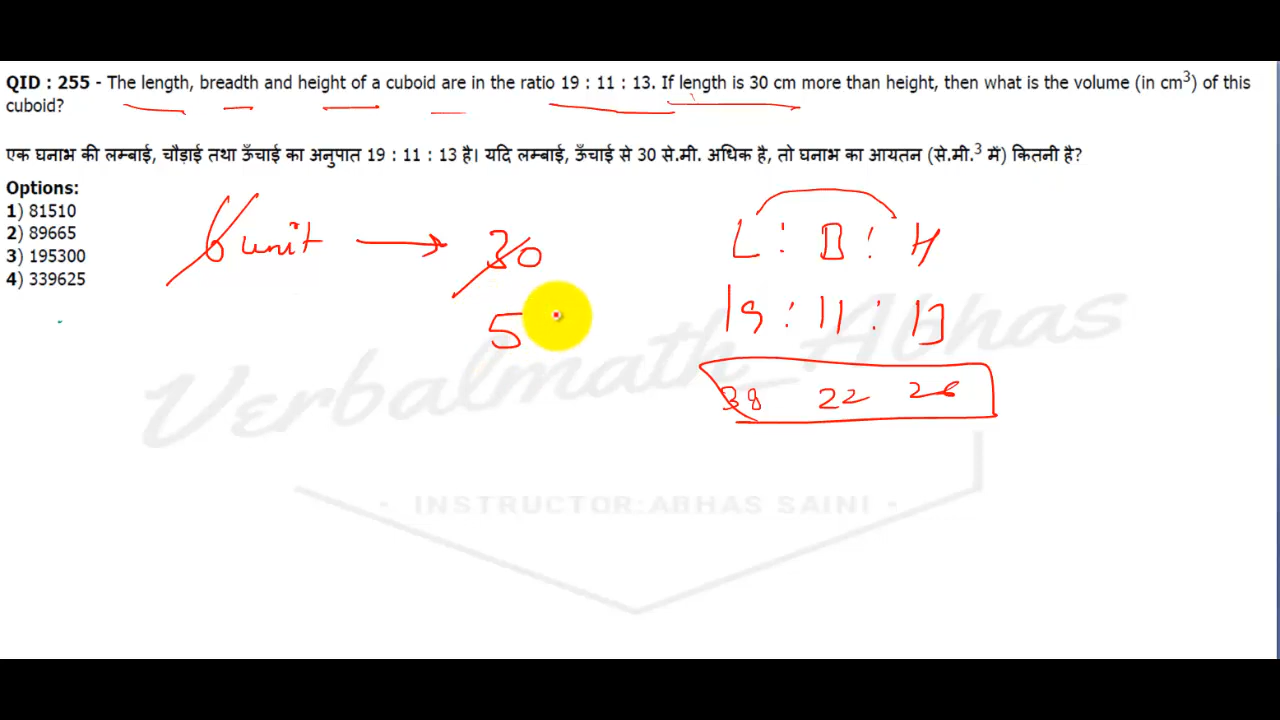 QID : 255 - The length, breadth and height of a cuboid are in the ratio 19 : 11 : 13. If length is 30 cm more than height, then what is the volume (in cm³) of this
cuboid?
एक घनाभ की लम्बाई, चौड़ाई तथा ऊँचाई का अनुपात 19 : 11 : 13 है। यदि लम्बाई, ऊँचाई से 30 से.मी. अधिक है, तो घनाभ का आयतन (से.मी.³ में) कितनी है?
Options:
1) 81510
2) 89665
3) 195300
4) 339625
6 unit → 30
5
L : B : H
19 : 11 : 13
38 22 26
Verbalmath Abhas
- INSTRUCTOR:ABHAS SAINI -